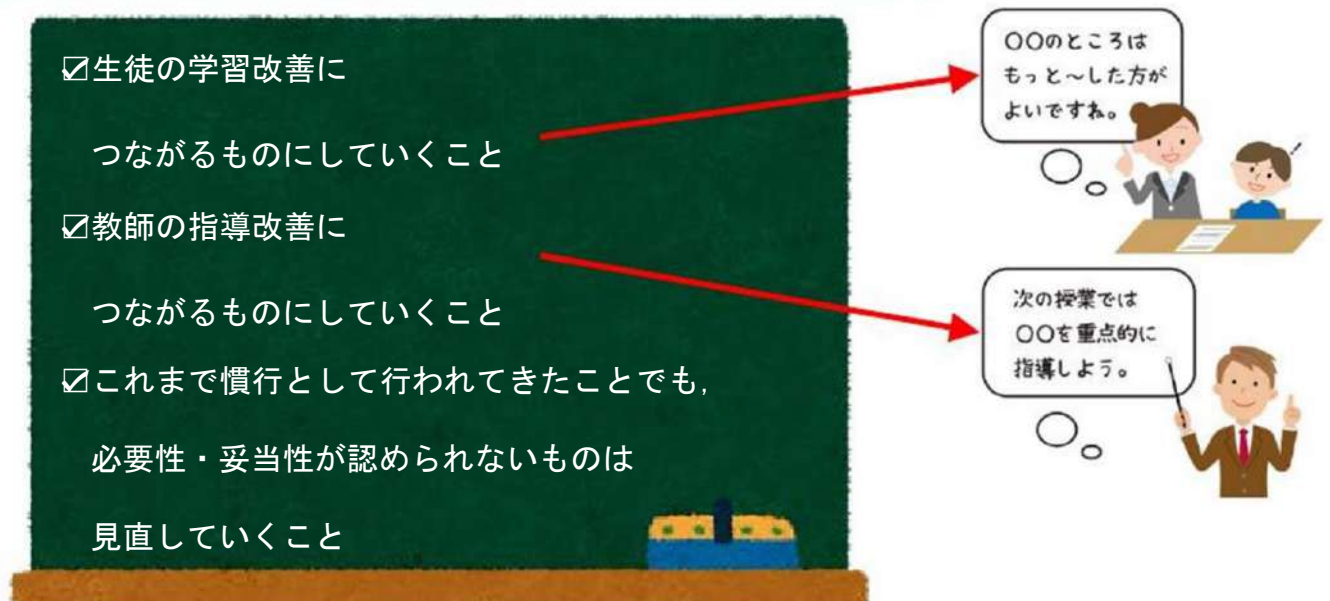 ☑生徒の学習改善に
つながるものにしていくこと
☑教師の指導改善に
つながるものにしていくこと
☑これまで慣行として行われてきたことでも，
必要性・妥当性が認められないものは
見直していくこと
〇〇のところは
もっと～した方が
よいですね。
次の授業では
〇〇を重点的に
指導しよう。